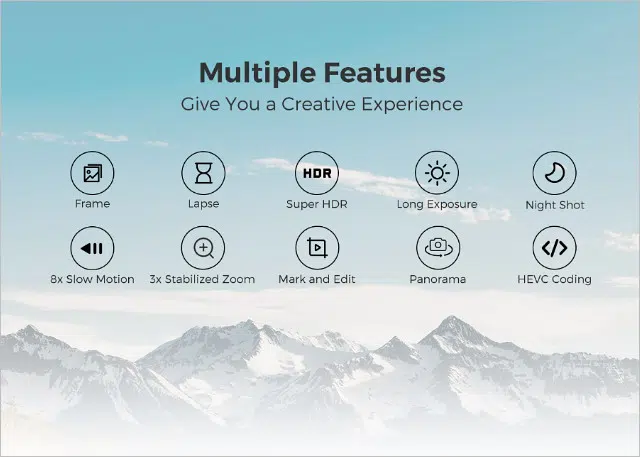 Multiple Features
Give You a Creative Experience
HDR
Frame
Lapse
Super HDR
Long Exposure
Night Shot
8x Slow Motion
3x Stabilized Zoom
Mark and Edit
Panorama
HEVC Coding